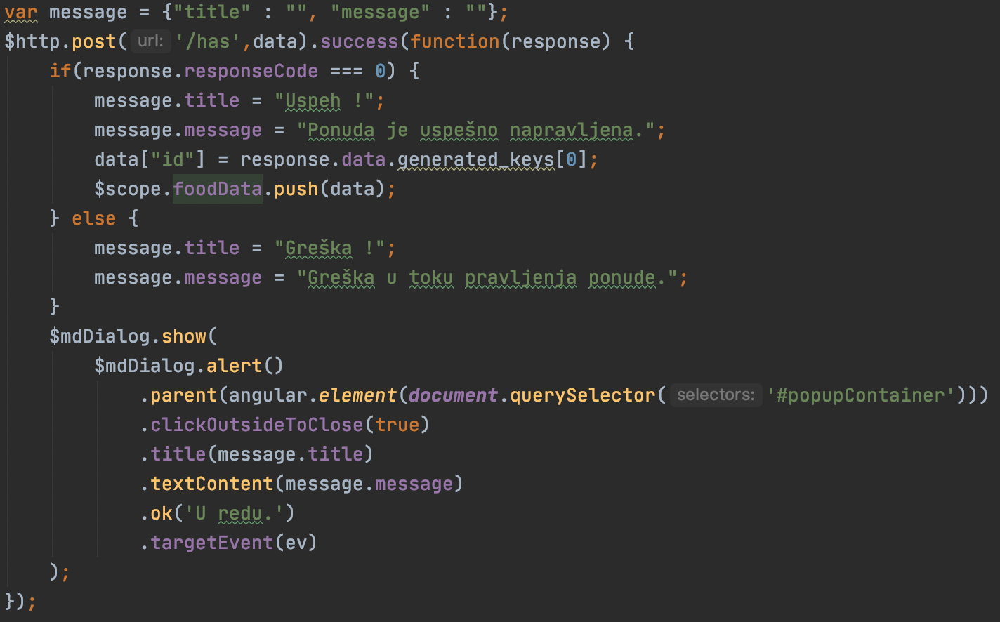 var message = {"title" : "", "message" : ""};
$http.post( url: '/has',data).success(function(response) {
if(response.responseCode === 0) {
message.title = "Uspeh !";
message.message = "Ponuda je uspešno napravljena.";
data["id"] = response.data.generated_keys[0];
$scope.foodData.push(data);
} else {
message.title = "Greška !";
message.message = "Greška u toku pravljenja ponude.";
}
$mdDialog.show(
$mdDialog.alert()
.parent(angular.element(document.querySelector( selectors: '#popupContainer')))
.clickOutsideToClose(true)
.title(message.title)
.textContent(message.message)
.ok('U redu.')
.targetEvent(ev)
);
});